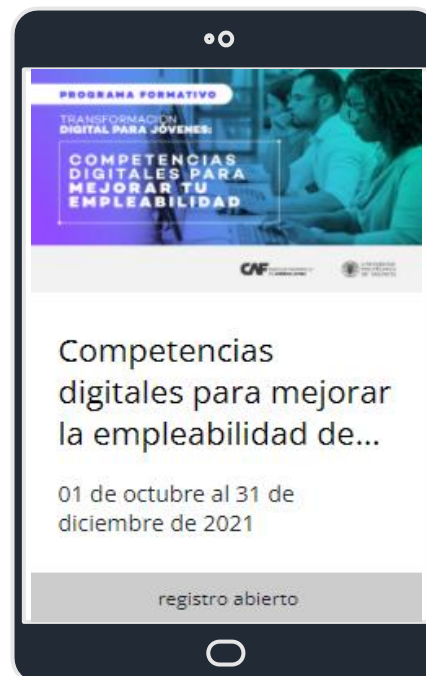 PROGRAMA FORMATIVO
TRANSFORMACIÓN
DIGITAL PARA JÓVENES:
COMPETENCIAS
DIGITALES PARA
MEJORAR TU
EMPLEABILIDAD
CAF
Competencias
digitales para mejorar
la empleabilidad de...
01 de octubre al 31 de
diciembre de 2021
registro abierto